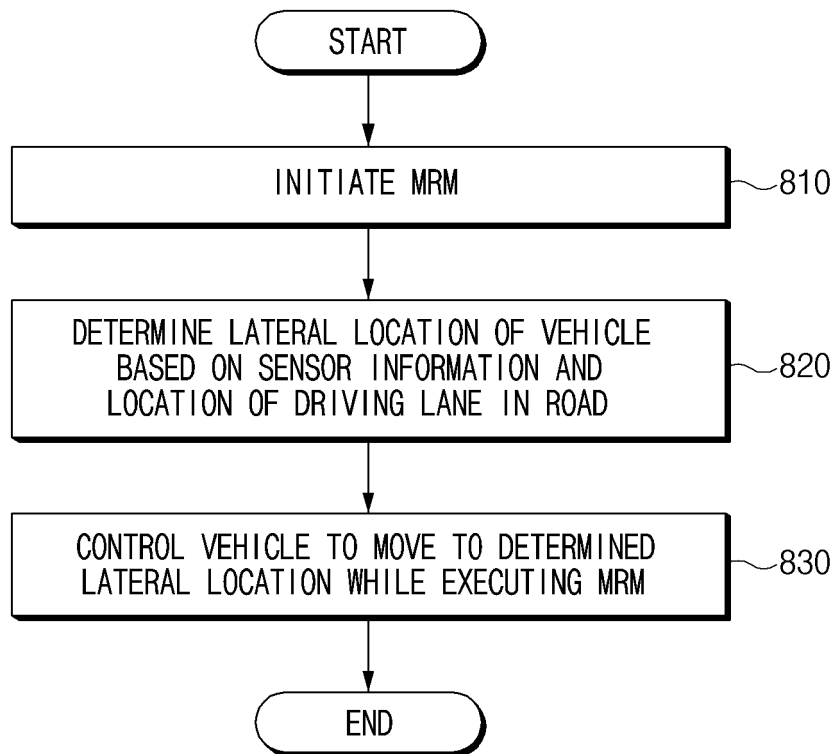 START
INITIATE MRM
810
DETERMINE LATERAL LOCATION OF VEHICLE
BASED ON SENSOR INFORMATION AND
LOCATION OF DRIVING LANE IN ROAD
820
CONTROL VEHICLE TO MOVE TO DETERMINED
LATERAL LOCATION WHILE EXECUTING MRM
830
END